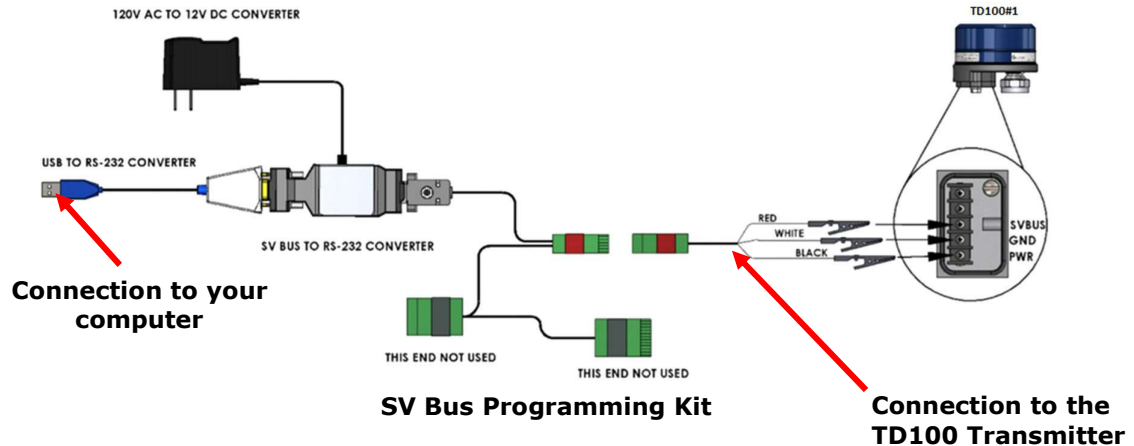 120V AC TO 12V DC CONVERTER
TD100#1
USB TO RS-232 CONVERTER
SV BUS TO RS-232 CONVERTER
RED
WHITE
BLACK
SVBUS
GND
PWR
Connection to your
computer
THIS END NOT USED
THIS END NOT USED
SV Bus Programming Kit
Connection to the
TD100 Transmitter